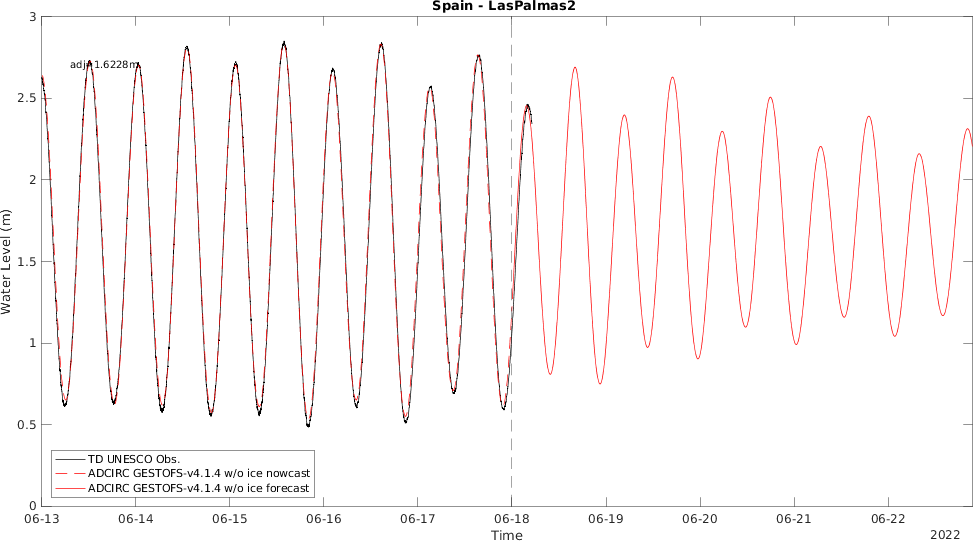 Spain - LasPalmas2
adj=1.6228m
3
2.5
2
1.5
1
0.5
0
Water Level (m)
TD UNESCO Obs.
ADCIRC GESTOFS-v4.1.4 w/o ice nowcast
ADCIRC GESTOFS-v4.1.4 w/o ice forecast
06-13 06-14 06-15 06-16 06-17 06-18 06-19 06-20 06-21 06-22
Time
2022